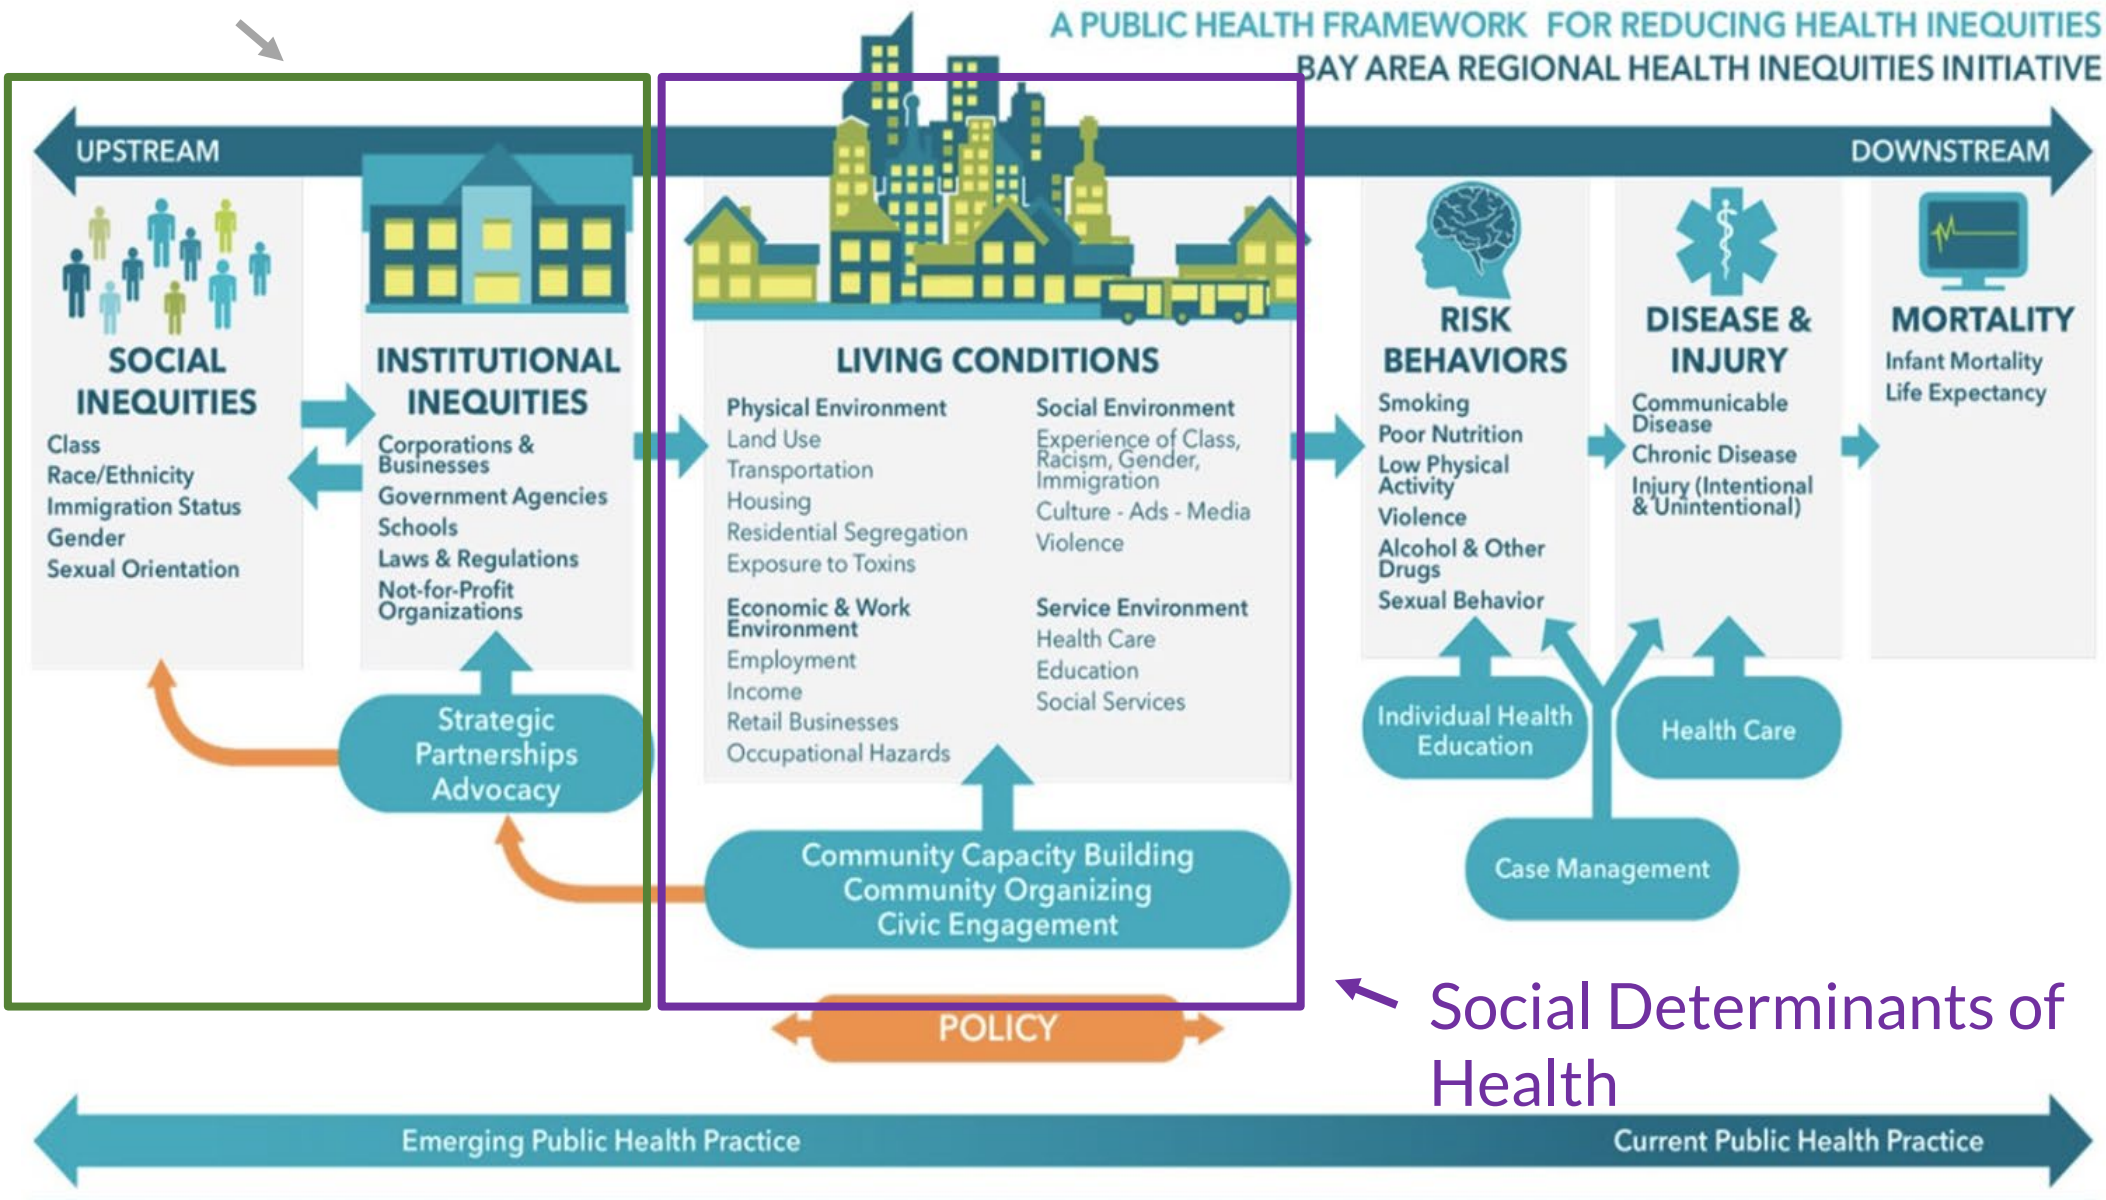 A PUBLIC HEALTH FRAMEWORK FOR REDUCING HEALTH INEQUITIES
BAY AREA REGIONAL HEALTH INEQUITIES INITIATIVE
UPSTREAM
DOWNSTREAM
SOCIAL
INEQUITIES
Class
Race/Ethnicity
Immigration Status
Gender
Sexual Orientation
INSTITUTIONAL
INEQUITIES
Corporations &
Businesses
Government Agencies
Schools
Laws & Regulations
Not-for-Profit
Organizations
Strategic
Partnerships
Advocacy
LIVING CONDITIONS
Physical Environment
Land Use
Transportation
Housing
Residential Segregation
Exposure to Toxins
Economic & Work
Environment
Employment
Income
Retail Businesses
Occupational Hazards
Social Environment
Experience of Class,
Racism, Gender,
Immigration
Culture - Ads - Media
Violence
Service Environment
Health Care
Education
Social Services
Community Capacity Building
Community Organizing
Civic Engagement
RISK
BEHAVIORS
Smoking
Poor Nutrition
Low Physical
Activity
Violence
Alcohol & Other
Drugs
Sexual Behavior
DISEASE &
INJURY
Communicable
Disease
Chronic Disease
Injury (Intentional
& Unintentional)
MORTALITY
Infant Mortality
Life Expectancy
Individual Health
Education
Health Care
Case Management
POLICY
Social Determinants of
Health
Emerging Public Health Practice
Current Public Health Practice